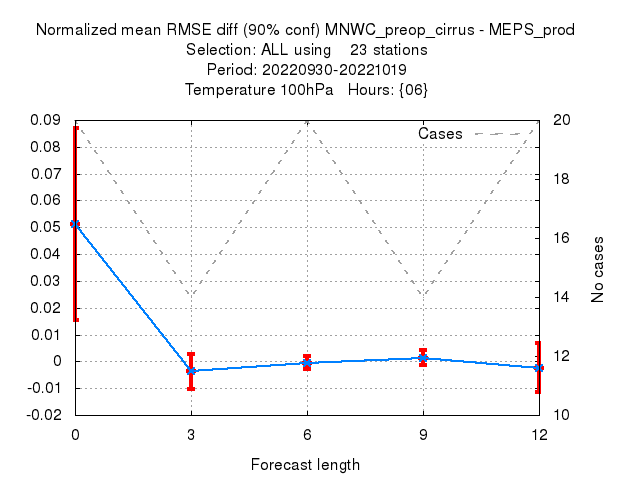 Normalized mean RMSE diff (90% conf) MNWC_preop_cirrus - MEPS_prod
Selection: ALL using    23 stations
Period: 20220930-20221019
Temperature 100hPa   Hours: {06}
Cases
0.09
0.08
0.07
0.06
0.05
0.04
0.03
0.02
0.01
0
-0.01
-0.02
20
18
16
14
12
10
No cases
0 3 6 9 12
Forecast length